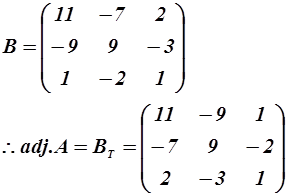 B = ( 11 −7 2
−9 9 −3
1 −2 1 )
∴ adj.A = B_T = ( 11 −9 1
−7 9 −2
2 −3 1 )